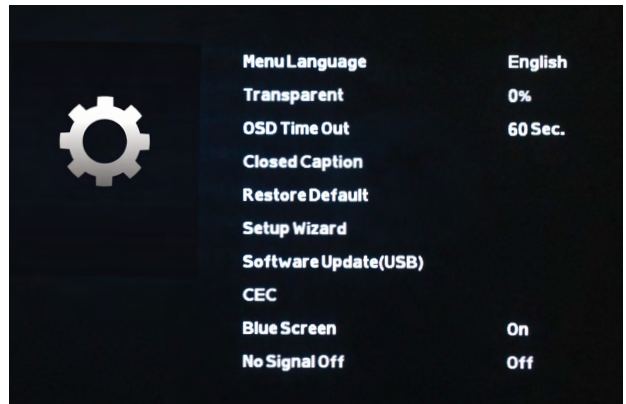 Menu Language English
Transparent 0%
OSD Time Out 60 Sec.
Closed Caption
Restore Default
Setup Wizard
Software Update(USB)
CEC
Blue Screen On
No Signal Off Off